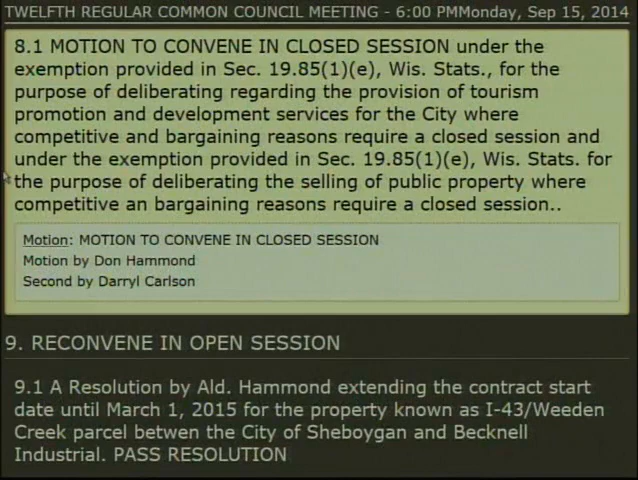 TWELFTH REGULAR COMMON COUNCIL MEETING - 6:00 PMMonday, Sep 15, 2014
8.1 MOTION TO CONVENE IN CLOSED SESSION under the
exemption provided in Sec. 19.85(1)(e), Wis. Stats., for the
purpose of deliberating regarding the provision of tourism
promotion and development services for the City where
competitive and bargaining reasons require a closed session and
under the exemption provided in Sec. 19.85(1)(e), Wis. Stats. for
the purpose of deliberating the selling of public property where
competitive an bargaining reasons require a closed session..
Motion: MOTION TO CONVENE IN CLOSED SESSION
Motion by Don Hammond
Second by Darryl Carlson
9. RECONVENE IN OPEN SESSION
9.1 A Resolution by Ald. Hammond extending the contract start
date until March 1, 2015 for the property known as I-43/Weeden
Creek parcel betwen the City of Sheboygan and Becknell
Industrial. PASS RESOLUTION